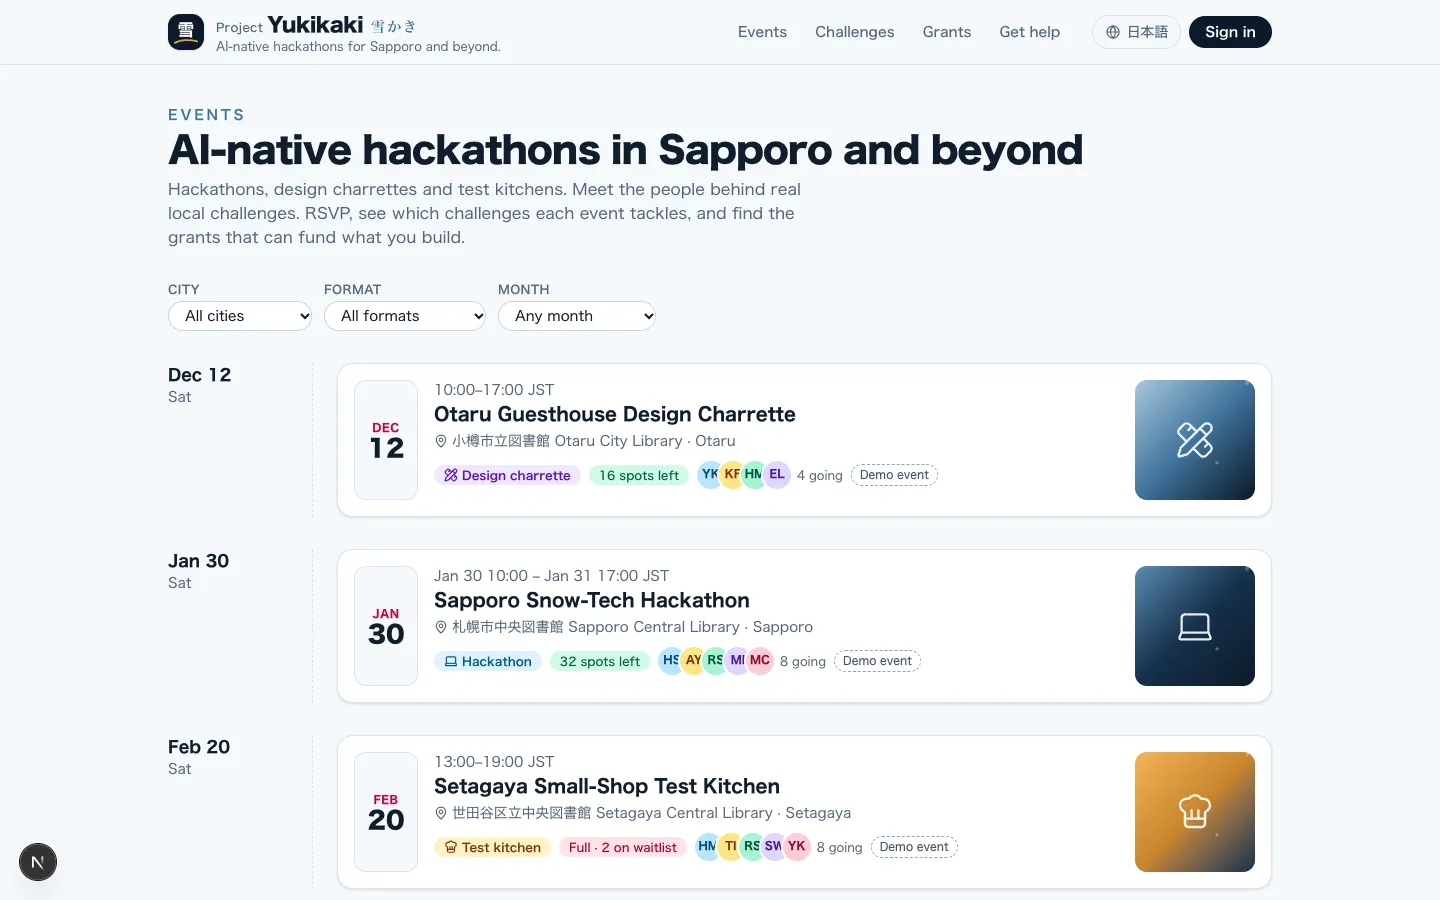 雪
Project Yukikaki 雪かき
AI-native hackathons for Sapporo and beyond.
Events
Challenges
Grants
Get help
日本語
Sign in
EVENTS
AI-native hackathons in Sapporo and beyond
Hackathons, design charrettes and test kitchens. Meet the people behind real
local challenges. RSVP, see which challenges each event tackles, and find the
grants that can fund what you build.
CITY
All cities
FORMAT
All formats
MONTH
Any month
Dec 12
Sat
DEC
12
10:00–17:00 JST
Otaru Guesthouse Design Charrette
小樽市立図書館 Otaru City Library · Otaru
Design charrette
16 spots left
YK KF HM EL
4 going
Demo event
Jan 30
Sat
JAN
30
Jan 30 10:00 – Jan 31 17:00 JST
Sapporo Snow-Tech Hackathon
札幌市中央図書館 Sapporo Central Library · Sapporo
Hackathon
32 spots left
HS AY RS MI MC
8 going
Demo event
Feb 20
Sat
FEB
20
13:00–19:00 JST
Setagaya Small-Shop Test Kitchen
世田谷区立中央図書館 Setagaya Central Library · Setagaya
Test kitchen
Full · 2 on waitlist
HM TI RS SW YK
8 going
Demo event
N